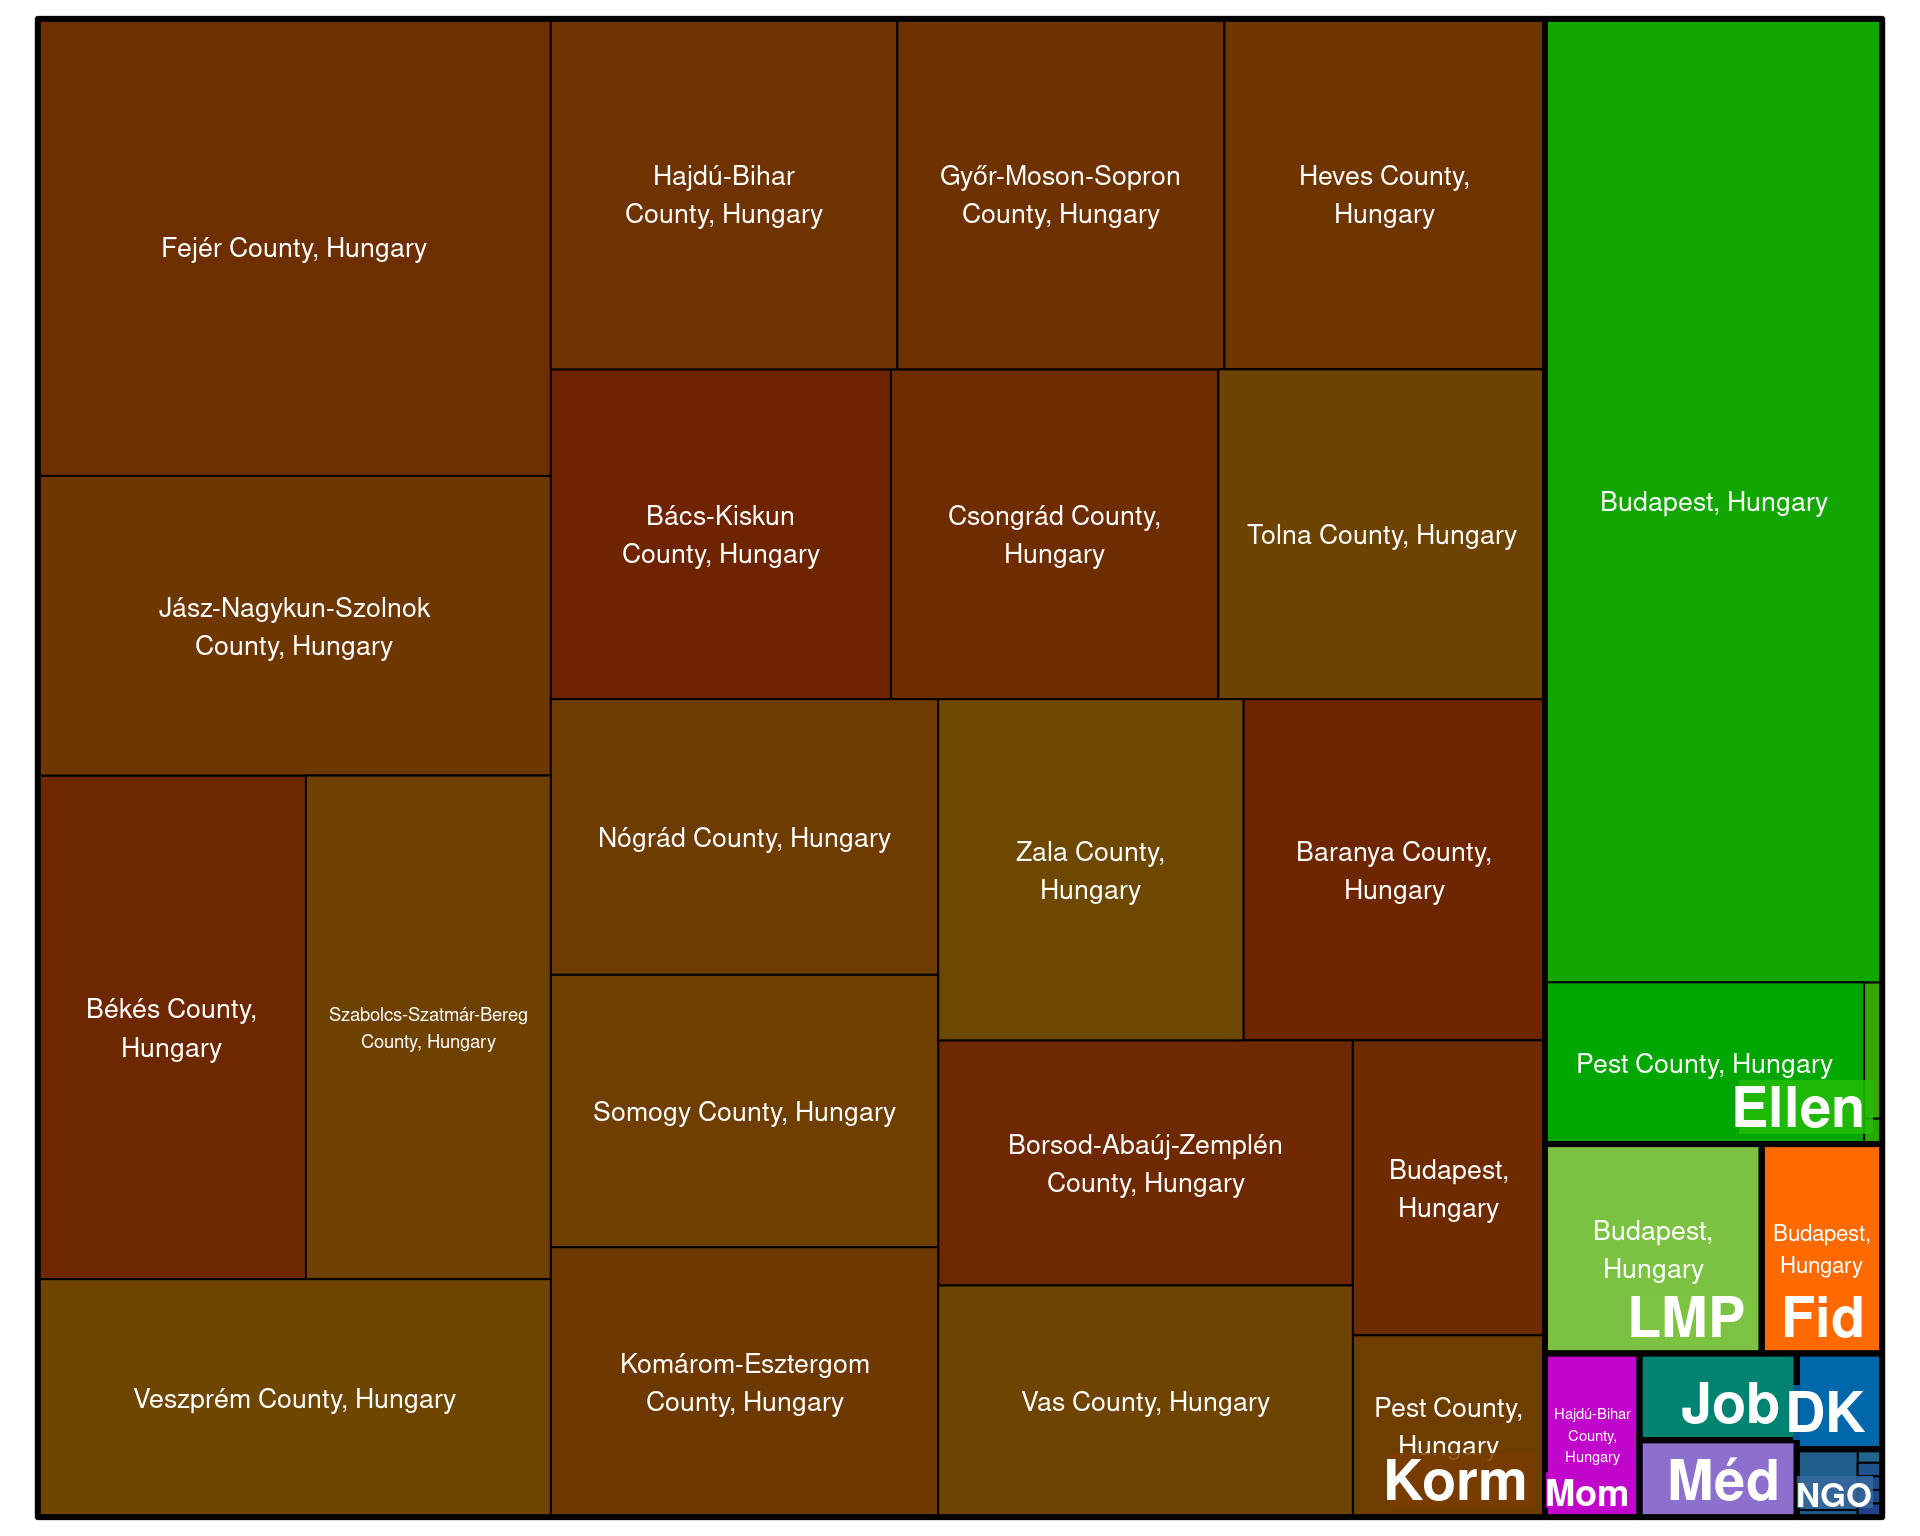 Fejér County, Hungary
Hajdú-Bihar
County, Hungary
Győr-Moson-Sopron
County, Hungary
Heves County,
Hungary
Budapest, Hungary
Jász-Nagykun-Szolnok
County, Hungary
Bács-Kiskun
County, Hungary
Csongrád County,
Hungary
Tolna County, Hungary
Békés County,
Hungary
Szabolcs-Szatmár-Bereg
County, Hungary
Nógrád County, Hungary
Zala County,
Hungary
Baranya County,
Hungary
Somogy County, Hungary
Borsod-Abaúj-Zemplén
County, Hungary
Budapest,
Hungary
Veszprém County, Hungary
Komárom-Esztergom
County, Hungary
Vas County, Hungary
Pest County,
Hungary
Korm
Pest County, Hungary
Ellen
Budapest,
Hungary
LMP
Budapest,
Hungary
Fid
Hajdú-Bihar
County,
Hungary
Mom
Job
DK
Méd
NGO